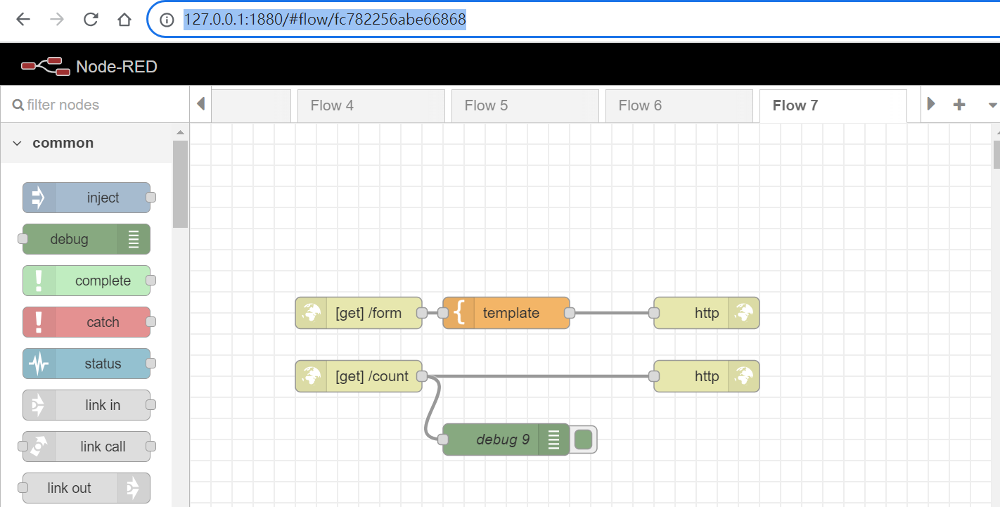 127.0.0.1:1880/#flow/fc782256abe66868
Node-RED
filter nodes
Flow 4
Flow 5
Flow 6
Flow 7
common
inject
debug
complete
catch
status
link in
link call
link out
[get] /form
template
http
[get] /count
http
debug 9